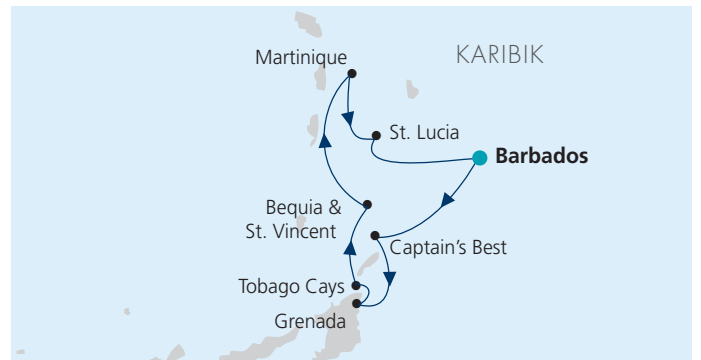 Martinique
KARIBIK
St. Lucia
Barbados
Bequia &
St. Vincent
Captain’s Best
Tobago Cays
Grenada